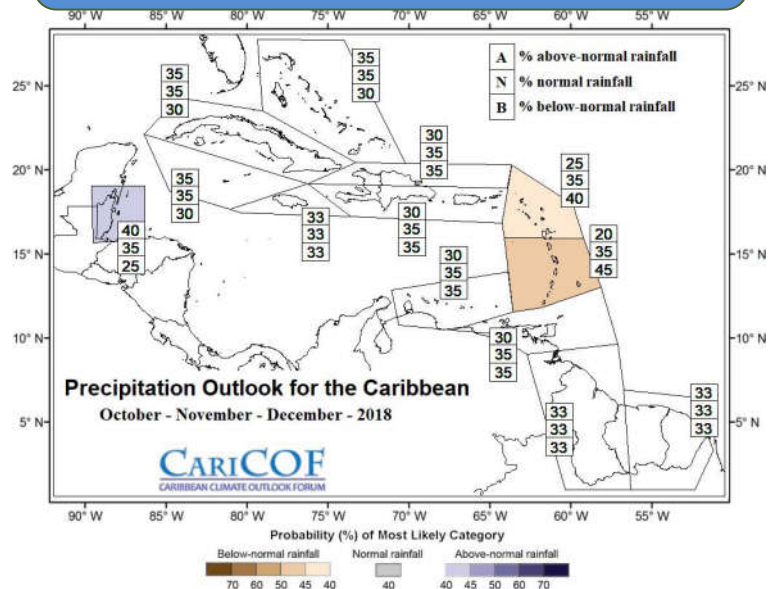 90° W 85° W 80° W 75° W 70° W 65° W 60° W 55° W
25° N
20° N
15° N
10° N
5° N
25° N
20° N
15° N
10° N
5° N
A % above-normal rainfall
N % normal rainfall
B % below-normal rainfall
35
35
30
35
35
30
30
35
35
25
35
40
35
35
30
33
33
33
30
35
35
40
35
25
20
35
45
30
35
35
30
35
35
33
33
33
33
33
33
Precipitation Outlook for the Caribbean
October - November - December - 2018
CARICOF
CARIBBEAN CLIMATE OUTLOOK FORUM
90° W 85° W 80° W 75° W 70° W 65° W 60° W 55° W
Probability (%) of Most Likely Category
Below-normal rainfall Normal rainfall Above-normal rainfall
70 60 50 45 40 40 40 45 50 60 70